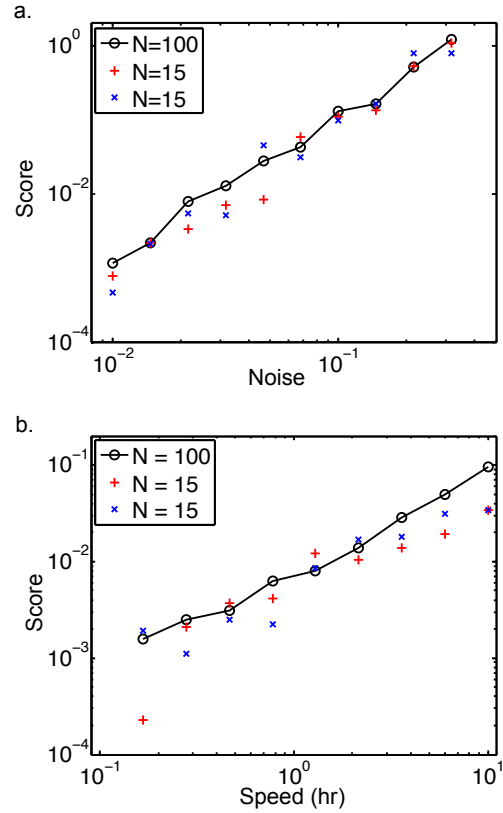 a.
N=100
N=15
N=15
10^0
10^-2
10^-4
Score
10^-2
10^-1
Noise
b.
N = 100
N = 15
N = 15
10^-1
10^-2
10^-3
10^-4
Score
10^-1
10^0
10^1
Speed (hr)